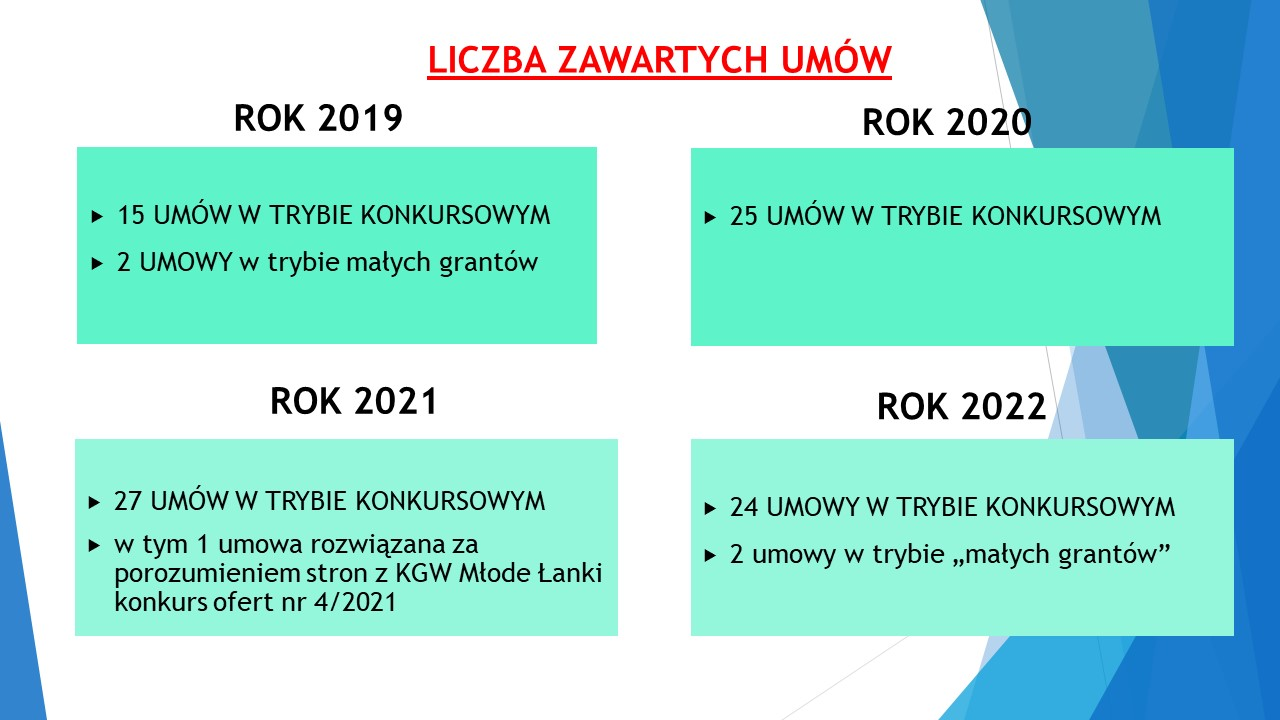 LICZBA ZAWARTYCH UMÓW
ROK 2019
▶ 15 UMÓW W TRYBIE KONKURSOWYM
▶ 2 UMOWY w trybie małych grantów
ROK 2020
▶ 25 UMÓW W TRYBIE KONKURSOWYM
ROK 2021
▶ 27 UMÓW W TRYBIE KONKURSOWYM
▶ w tym 1 umowa rozwiązana za
porozumieniem stron z KGW Młode Łanki
konkurs ofert nr 4/2021
ROK 2022
▶ 24 UMOWY W TRYBIE KONKURSOWYM
▶ 2 umowy w trybie „małych grantów”